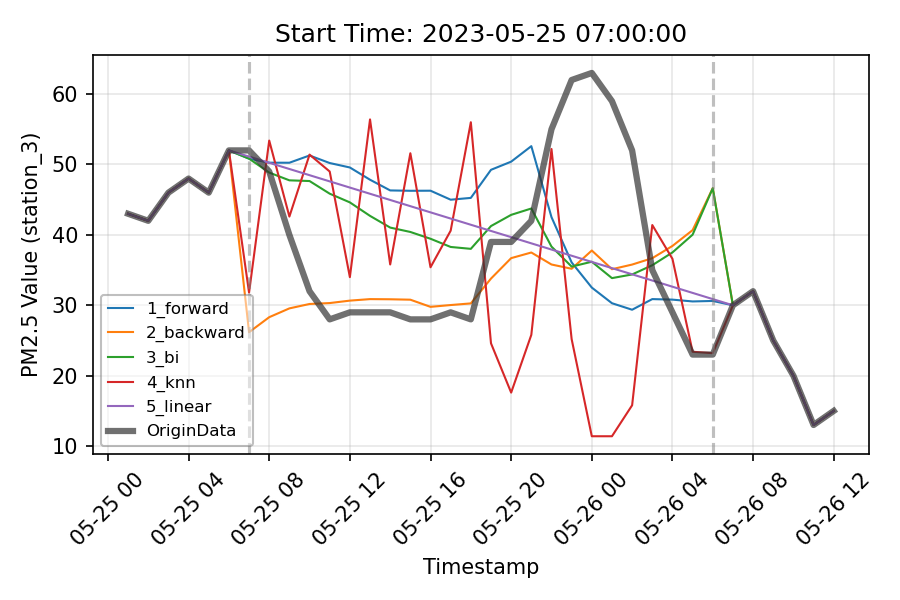 Start Time: 2023-05-25 07:00:00
PM2.5 Value (station_3)
60
50
40
30
20
10
1_forward
2_backward
3_bi
4_knn
5_linear
OriginData
05-25 00
05-25 04
05-25 08
05-25 12
05-25 16
05-25 20
05-26 00
05-26 04
05-26 08
05-26 12
Timestamp